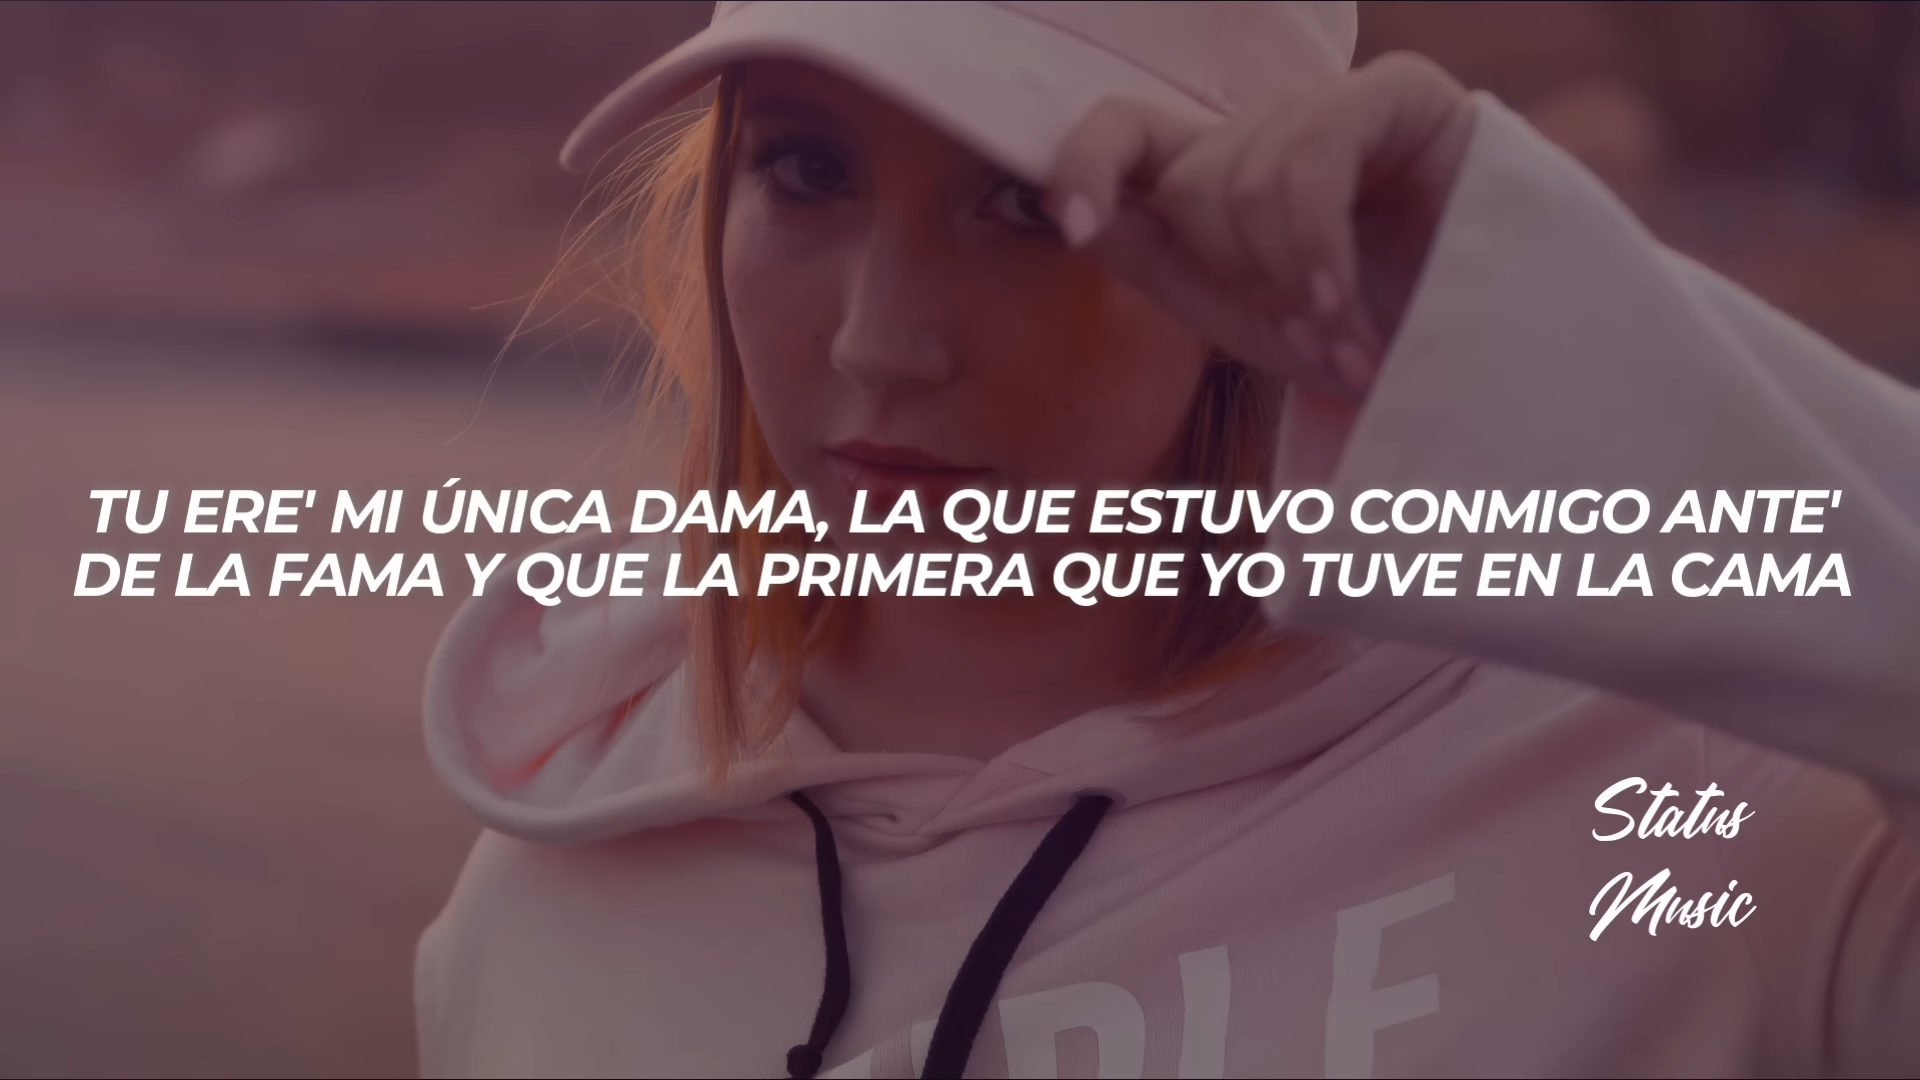 TU ERE' MI ÚNICA DAMA, LA QUE ESTUVO CONMIGO ANTE'
DE LA FAMA Y QUE LA PRIMERA QUE YO TUVE EN LA CAMA
Status
Music